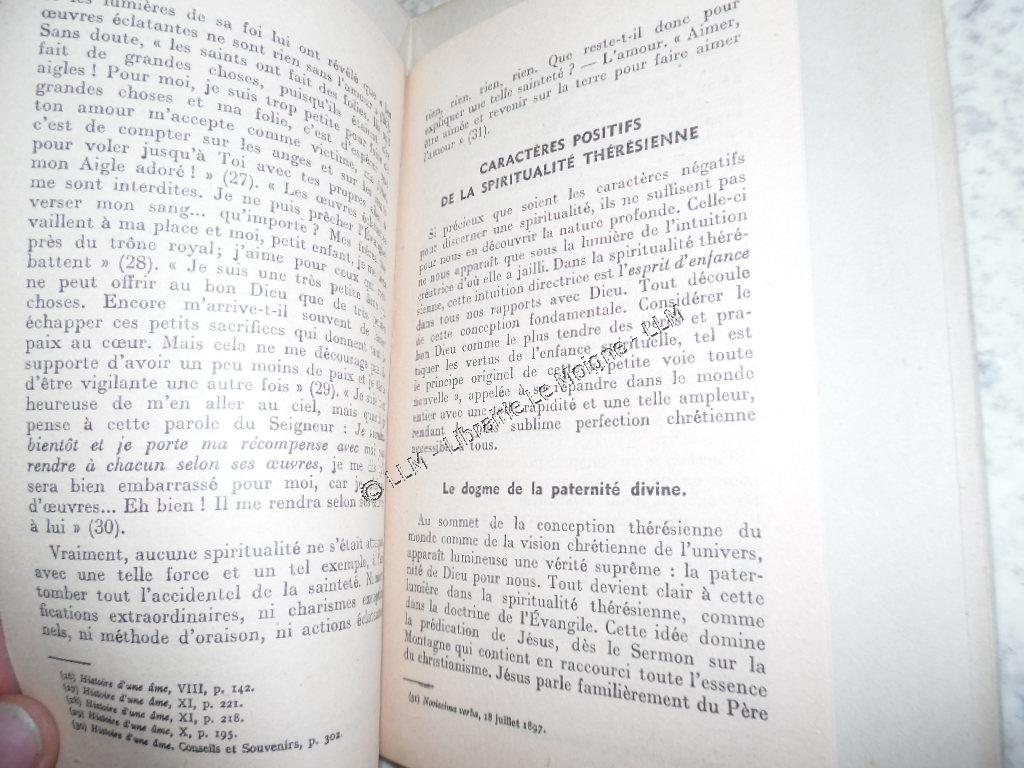 les lumières de sa foi lui ont révélé que «
œuvres éclatantes ne sont rien sans l'amour
Sans doute, « les saints ont fait des folies, ils
fait de grandes choses, puisqu'ils étaient
aigles ! Pour moi, je suis trop petite pour
grandes choses et ma folie, c'est d'espérer
ton amour m'accepte comme victime, ma
c'est de compter sur les anges et sur les
pour voler jusqu'à Toi avec tes propres
mon Aigle adoré ! » (27). « Les œuvres
me sont interdites. Je ne puis prêcher
verser mon sang... qu'importe ? Mes
vaillent à ma place et moi, petit enfant, je
près du trône royal; j'aime pour ceux qui
battent » (28). « Je suis une très petite
ne peut offrir au bon Dieu que de très
choses. Encore m'arrive-t-il souvent de
échapper ces petits sacrifices qui donnent
paix au cœur. Mais cela ne me décourage pas
supporte d'avoir un peu moins de paix et je
d'être vigilante une autre fois » (29). « Je
heureuse de m'en aller au ciel, mais
pense à cette parole du Seigneur : Je
bientôt et je porte ma récompense avec moi
rendre à chacun selon ses œuvres, je me
sera bien embarrassé pour moi, car je
d'œuvres... Eh bien ! Il me rendra selon
à lui » (30).
Vraiment, aucune spiritualité ne s'était
avec une telle force et un tel exemple, à
tomber tout l'accidentel de la sainteté. Ni
fications extraordinaires, ni charismes
nels, ni méthode d'oraison, ni actions
(26) Histoire d'une âme, VIII, p. 142.
(27) Histoire d'une âme, XI, p. 221.
(28) Histoire d'une âme, XI, p. 218.
(29) Histoire d'une âme, X, p. 195.
(30) Histoire d'une âme. Conseils et Souvenirs, p. 302.
rien, rien, rien, rien. Que reste-t-il donc pour
expliquer une telle sainteté ? — L'amour. « Aimer,
être aimée et revenir sur la terre pour faire aimer
l'amour » (31).
CARACTÈRES POSITIFS
DE LA SPIRITUALITÉ THÉRÉSIENNE
Si précieux que soient les caractères négatifs
pour discerner une spiritualité, ils ne suffisent pas
pour nous en découvrir la nature profonde. Celle-ci
ne nous apparaît que sous la lumière de l'intuition
créatrice d'où elle a jailli. Dans la spiritualité théré-
sienne, cette intuition directrice est l'esprit d'enfance
dans tous nos rapports avec Dieu. Tout découle
de cette conception fondamentale. Considérer le
bon Dieu comme le plus tendre des pères et pra-
tiquer les vertus de l'enfance spirituelle, tel est
le principe originel de cette « petite voie toute
nouvelle », appelée à se répandre dans le monde
entier avec une telle rapidité et une telle ampleur,
rendant la sublime perfection chrétienne
accessible à tous.
Le dogme de la paternité divine.
Au sommet de la conception thérésienne du
monde comme de la vision chrétienne de l'univers,
apparaît lumineuse une vérité suprême : la pater-
nité de Dieu pour nous. Tout devient clair à cette
lumière dans la spiritualité thérésienne, comme
dans la doctrine de l'Évangile. Cette idée domine
la prédication de Jésus, dès le Sermon sur la
Montagne qui contient en raccourci toute l'essence
du christianisme. Jésus parle familièrement du Père
(31) Novissima verba, 18 juillet 1897.
© LLM - Librairie Le Moigne - LLM